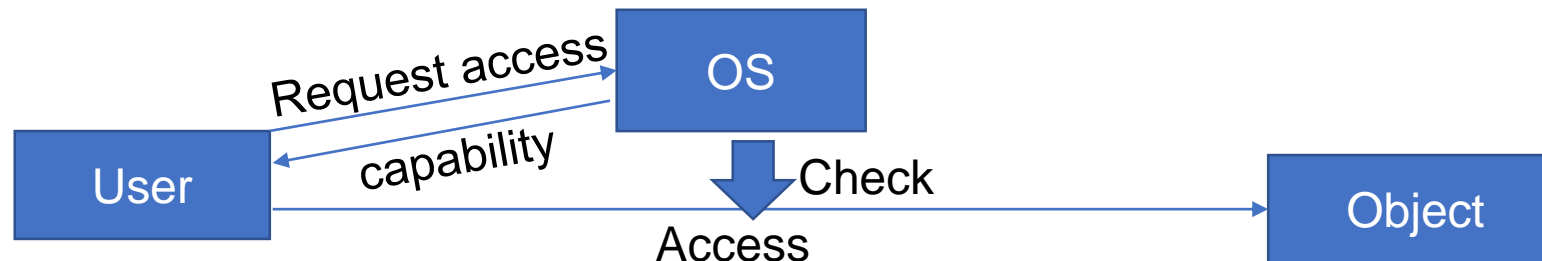 Request access
OS
capability
User
Check
Access
Object